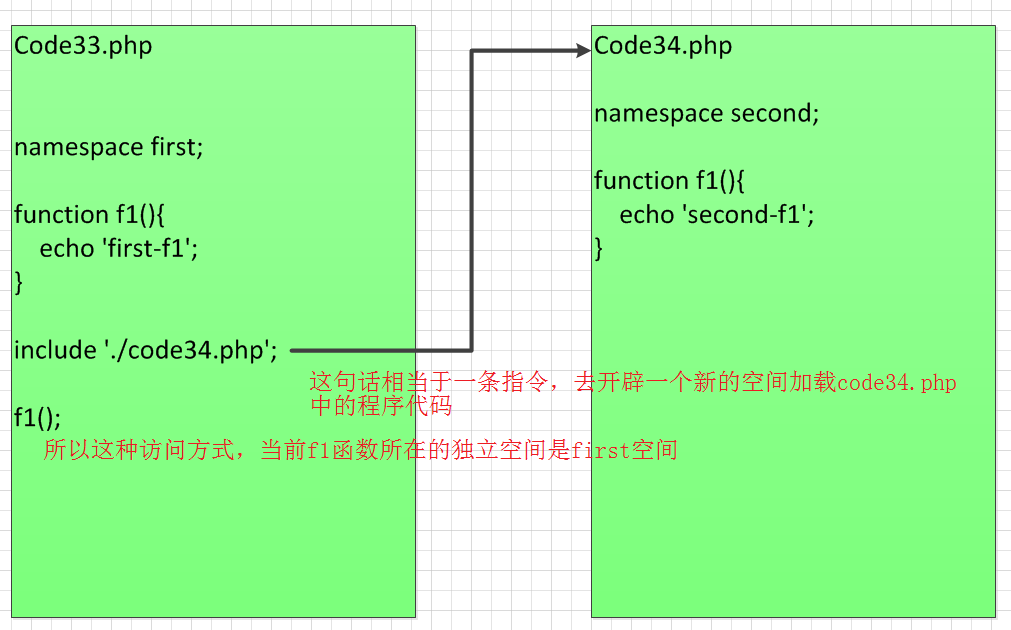 Code33.php
namespace first;
function f1(){
echo 'first-f1';
}
include './code34.php';
这句话相当于一条指令，去开辟一个新的空间加载code34.php
中的程序代码
f1();
所以这种访问方式，当前f1函数所在的独立空间是first空间
Code34.php
namespace second;
function f1(){
echo 'second-f1';
}